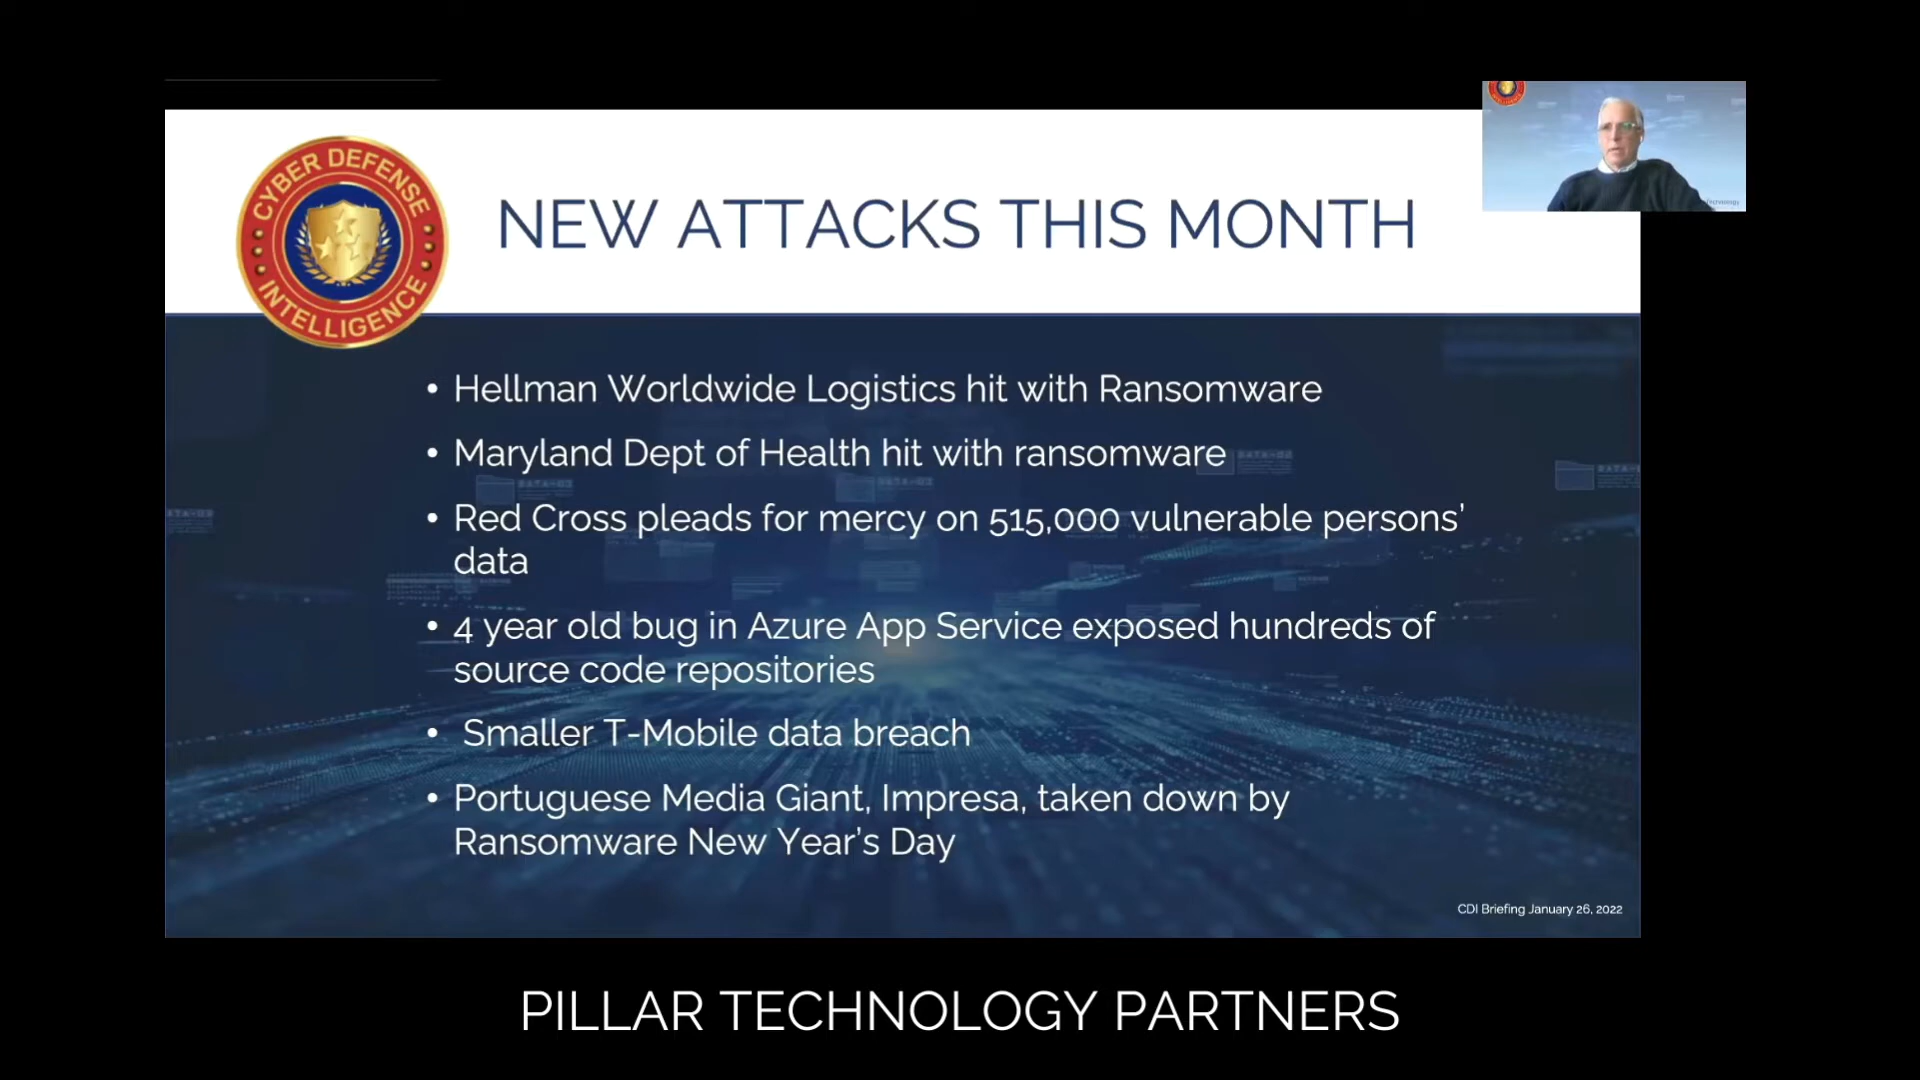 CYBER DEFENSE
INTELLIGENCE
NEW ATTACKS THIS MONTH
• Hellman Worldwide Logistics hit with Ransomware
• Maryland Dept of Health hit with ransomware
• Red Cross pleads for mercy on 515,000 vulnerable persons’
data
• 4 year old bug in Azure App Service exposed hundreds of
source code repositories
• Smaller T-Mobile data breach
• Portuguese Media Giant, Impresa, taken down by
Ransomware New Year’s Day
CDI Briefing January 26, 2022
PILLAR TECHNOLOGY PARTNERS